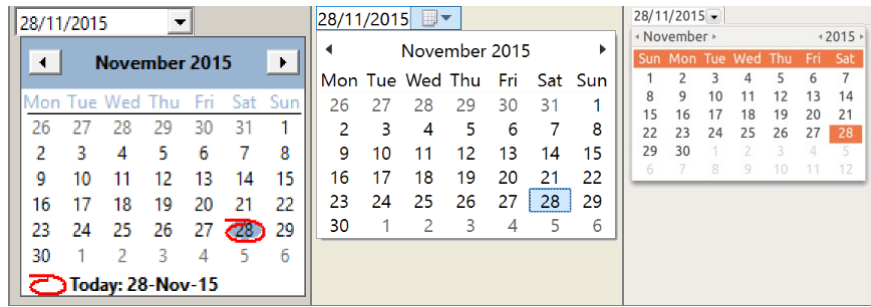 28/11/2015
November 2015
Mon Tue Wed Thu Fri Sat Sun
26 27 28 29 30 31 1
2 3 4 5 6 7 8
9 10 11 12 13 14 15
16 17 18 19 20 21 22
23 24 25 26 27 28 29
30 1 2 3 4 5 6
Today: 28-Nov-15
28/11/2015
November 2015
Mon Tue Wed Thu Fri Sat Sun
26 27 28 29 30 31 1
2 3 4 5 6 7 8
9 10 11 12 13 14 15
16 17 18 19 20 21 22
23 24 25 26 27 28 29
30 1 2 3 4 5 6
28/11/2015
November 2015
Sun Mon Tue Wed Thu Fri Sat
1 2 3 4 5 6 7
8 9 10 11 12 13 14
15 16 17 18 19 20 21
22 23 24 25 26 27 28
29 30 1 2 3 4 5
6 7 8 9 10 11 12